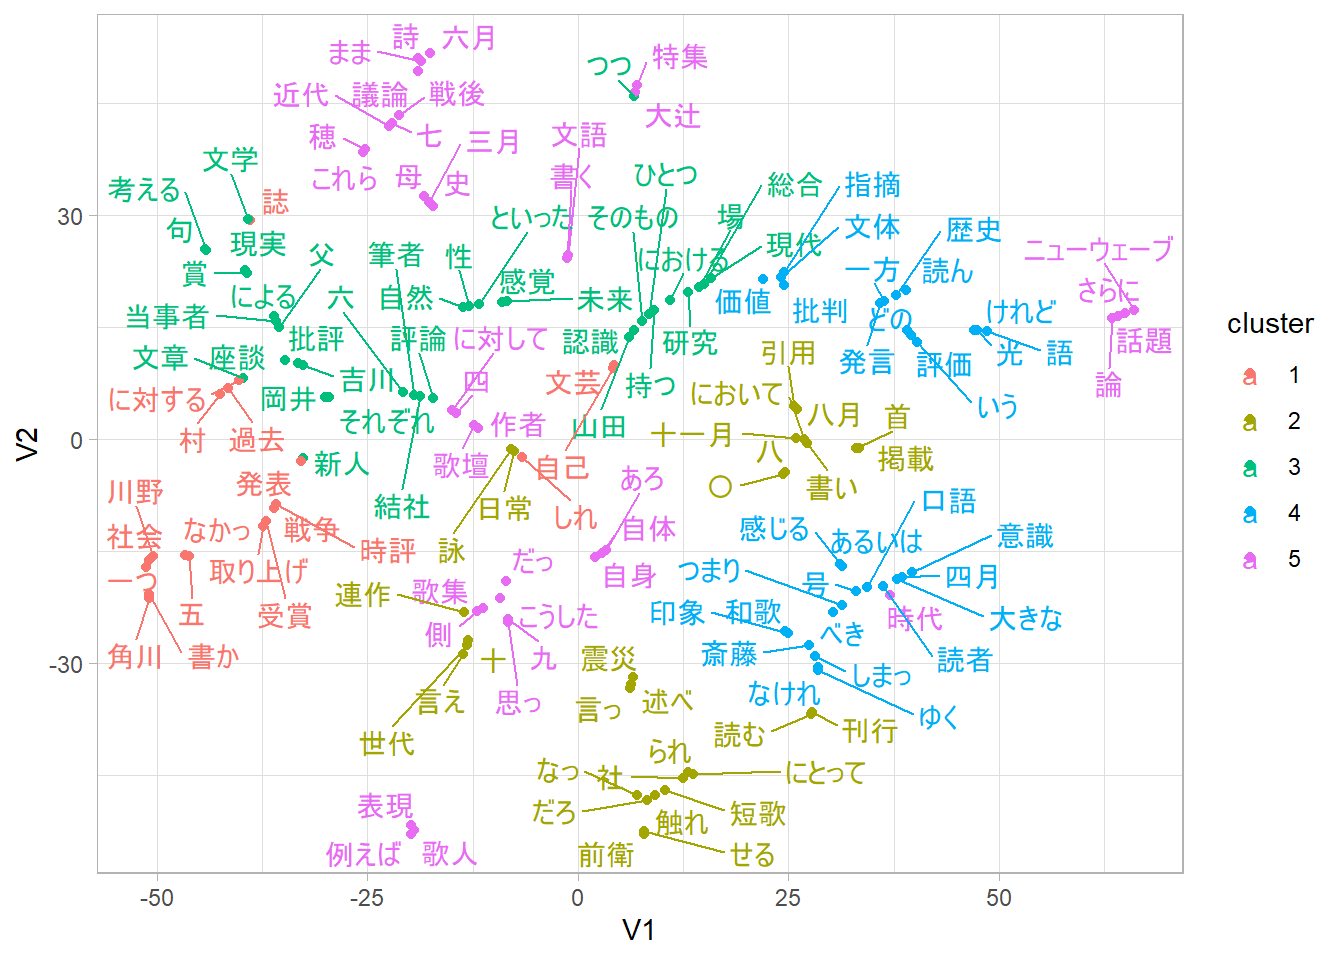 詩 六月
まま
つつ 特集
近代 議論 戦後
大辻
穂 七 三月 文語
文学
これら 母 史 書く ひとつ
考える 誌 総合 指摘
句 現実 といった そのもの 場 文体 歴史
父 筆者 性 における 現代 ニューウェーブ
賞 感覚 一方 読ん
による 六 自然 未来 価値 批判 さらに
当事者 どの けれど
批評 評論 に対して 認識 研究 話題
文章 座談 引用 発言 評価 光 語
吉川 四 文芸 持つ 論
に対する 岡井 において
それぞれ 八月 首 いう
村 過去 作者 山田 十一月
新人 歌壇 自己 八 掲載
川野 発表 あろ 〇 書い
結社 日常 口語
社会 なかっ 戦争 しれ 自体 感じる あるいは 意識
時評 詠
一つ 取り上げ だっ 自身 つまり 号 四月
連作 歌集
五 受賞 こうした 印象 和歌 時代 大きな
側 べき
角川 書か 十 九 震災 斎藤 読者
しまっ
言え 思っ 言っ 述べ なけれ
ゆく
世代 読む 刊行
られ
なっ 社 にとって
表現 だろ 触れ 短歌
例えば 歌人 前衛 せる
30
0
-30
-50 -25 0 25 50
V1
V2
cluster
a 1
a 2
a 3
a 4
a 5